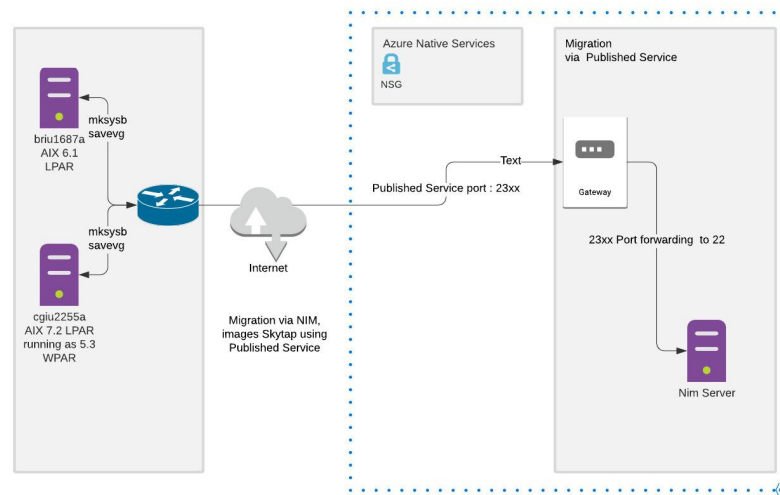 mksysb
savevg
briu1687a
AIX 6.1
LPAR
mksysb
savevg
cgiu2255a
AIX 7.2 LPAR
running as 5.3
WPAR
Internet
Migration via NIM,
images Skytap using
Published Service
Azure Native Services
NSG
Published Service port : 23xx
Text
Migration
via Published Service
Gateway
23xx Port forwarding to 22
Nim Server